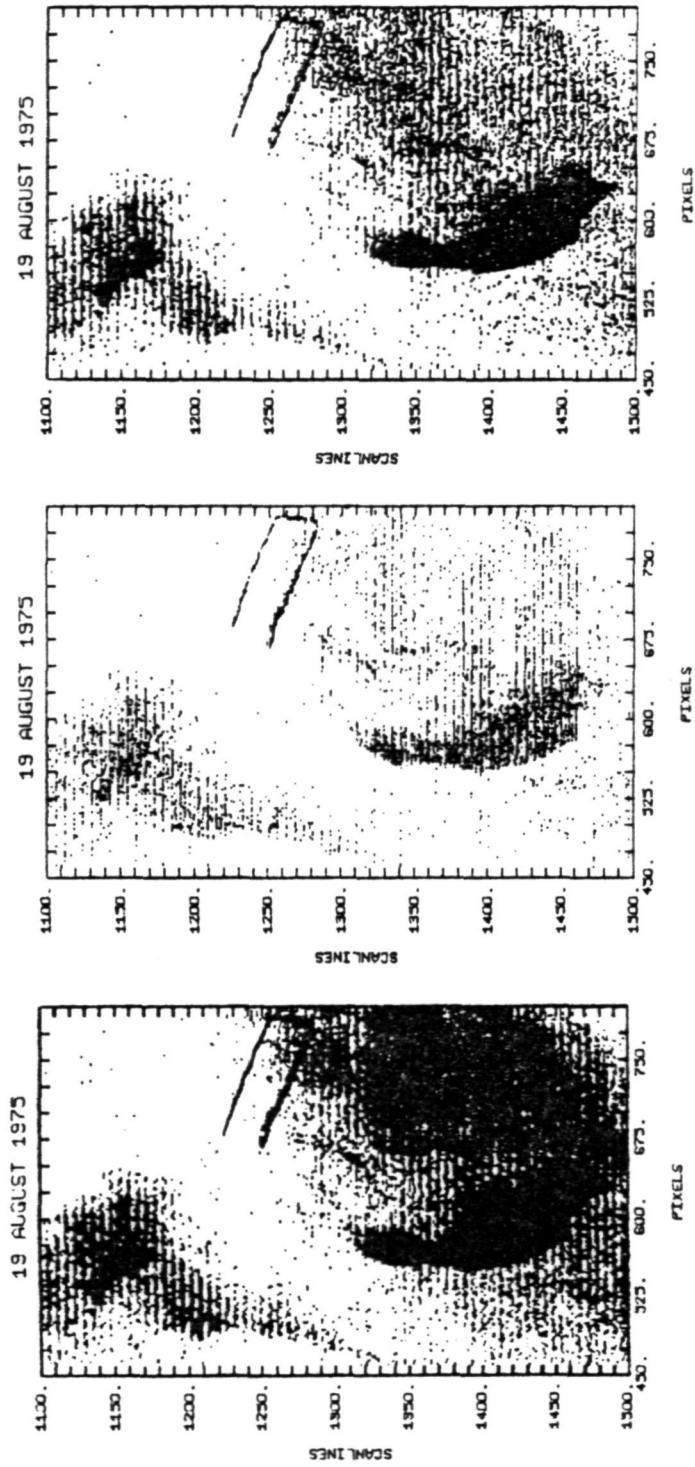 19 AUGUST 1975
1100.
1150.
1200.
1250.
1300.
1350.
1400.
1450.
1500.
SCANLINES
450. 525. 600. 675. 750.
PIXELS
19 AUGUST 1975
1100.
1150.
1200.
1250.
1300.
1350.
1400.
1450.
1500.
SCANLINES
450. 525. 600. 675. 750.
PIXELS
19 AUGUST 1975
1100.
1150.
1200.
1250.
1300.
1350.
1400.
1450.
1500.
SCANLINES
450. 525. 600. 675. 750.
PIXELS